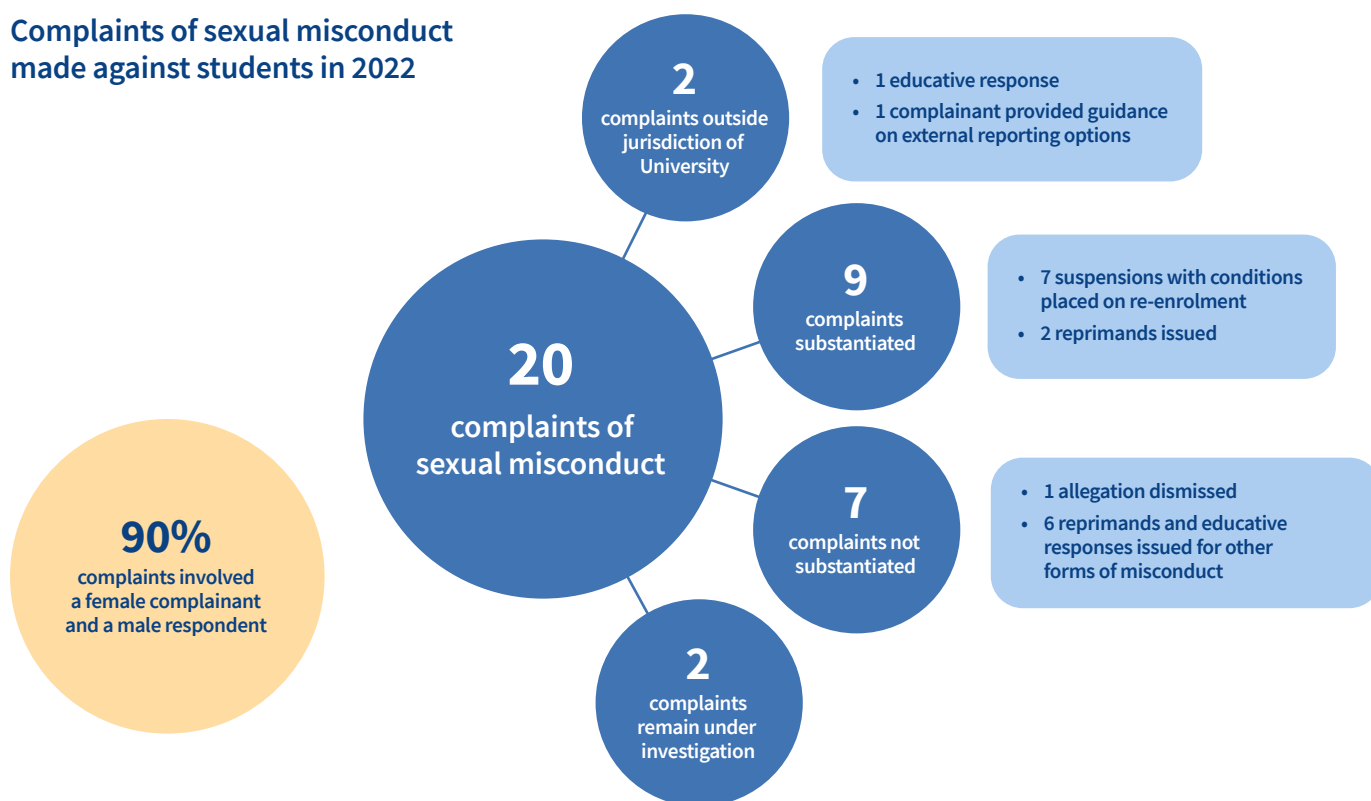 Complaints of sexual misconduct
made against students in 2022
2
complaints outside
jurisdiction of
University
• 1 educative response
• 1 complainant provided guidance
on external reporting options
9
complaints
substantiated
• 7 suspensions with conditions
placed on re-enrolment
• 2 reprimands issued
20
complaints of
sexual misconduct
7
complaints not
substantiated
• 1 allegation dismissed
• 6 reprimands and educative
responses issued for other
forms of misconduct
90%
complaints involved
a female complainant
and a male respondent
2
complaints
remain under
investigation